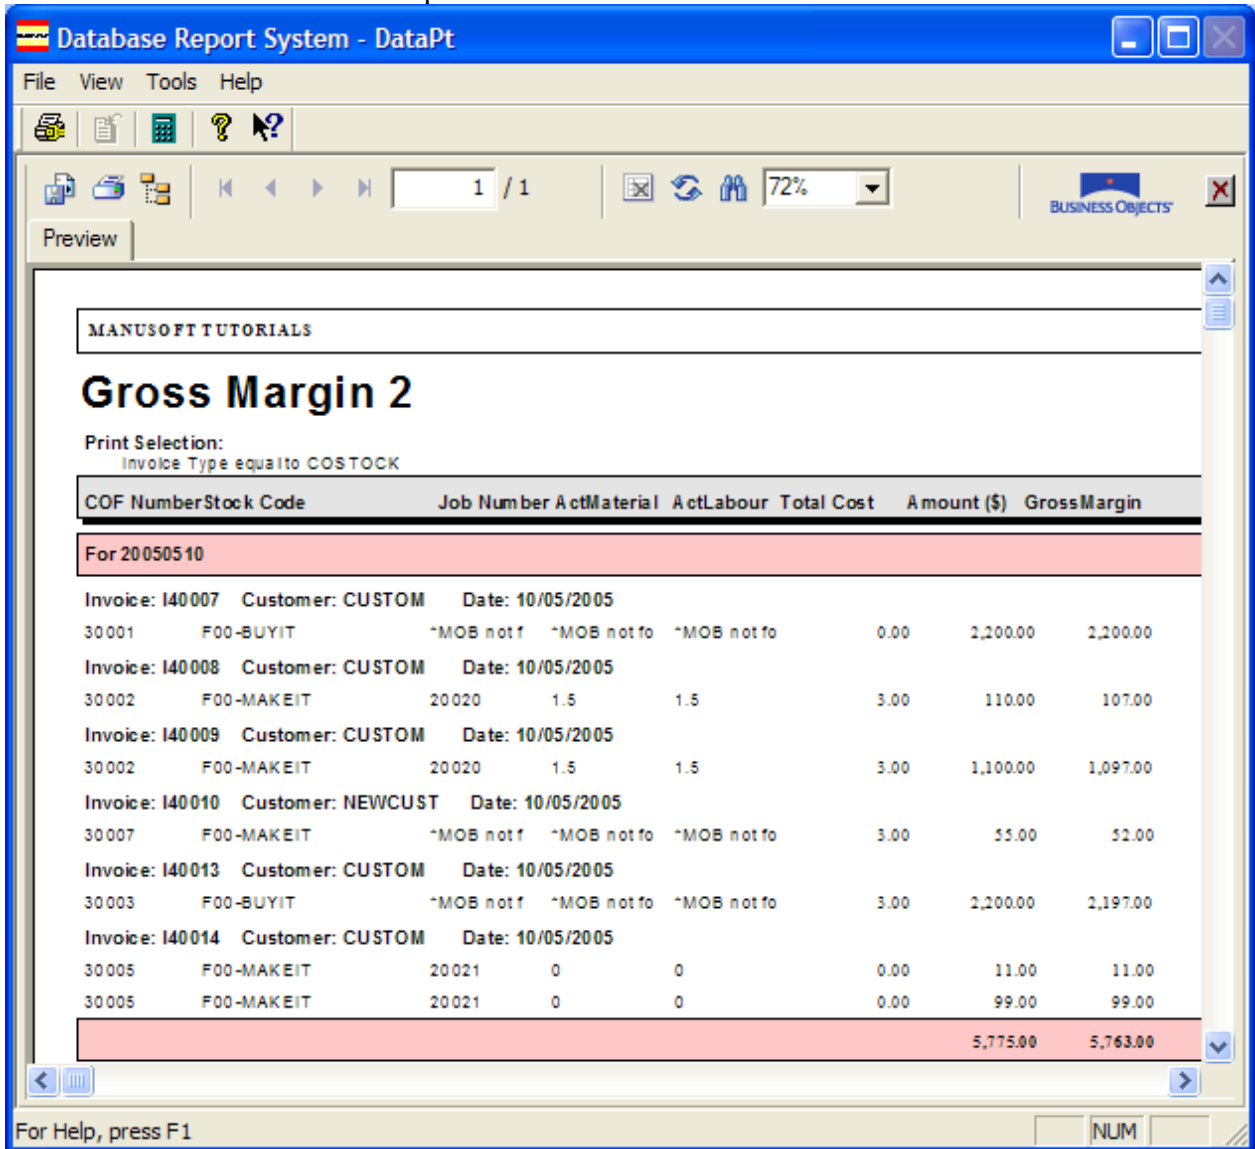 Database Report System - DataPt
File View Tools Help
1 / 1 72% BUSINESS OBJECTS
Preview
MANUSOFT TUTORIALS
Gross Margin 2
Print Selection:
Invoice Type equal to COSTOCK
COF Number Stock Code Job Number ActMaterial ActLabour Total Cost Amount ($) GrossMargin
For 20050510
Invoice: I40007 Customer: CUSTOM Date: 10/05/2005
30001 F00-BUYIT ^MOB not f ^MOB not fo ^MOB not fo 0.00 2,200.00 2,200.00
Invoice: I40008 Customer: CUSTOM Date: 10/05/2005
30002 F00-MAKEIT 20020 1.5 1.5 3.00 110.00 107.00
Invoice: I40009 Customer: CUSTOM Date: 10/05/2005
30002 F00-MAKEIT 20020 1.5 1.5 3.00 1,100.00 1,097.00
Invoice: I40010 Customer: NEWCUST Date: 10/05/2005
30007 F00-MAKEIT ^MOB not f ^MOB not fo ^MOB not fo 3.00 55.00 52.00
Invoice: I40013 Customer: CUSTOM Date: 10/05/2005
30003 F00-BUYIT ^MOB not f ^MOB not fo ^MOB not fo 3.00 2,200.00 2,197.00
Invoice: I40014 Customer: CUSTOM Date: 10/05/2005
30005 F00-MAKEIT 20021 0 0 0.00 11.00 11.00
30005 F00-MAKEIT 20021 0 0 0.00 99.00 99.00
5,775.00 5,763.00
For Help, press F1 NUM